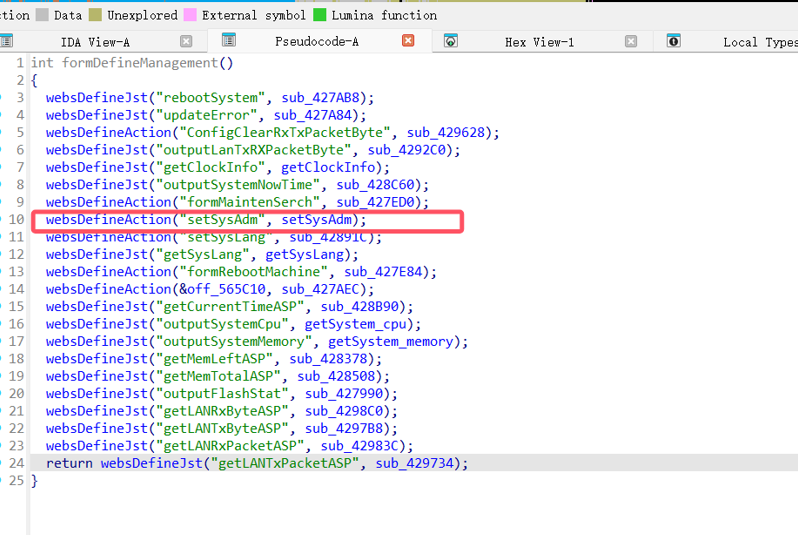 ction Data Unexplored External symbol Lumina function
IDA View-A Pseudocode-A Hex View-1 Local Types
1 int formDefineManagement()
2 {
3 websDefineJst("rebootSystem", sub_427AB8);
4 websDefineJst("updateError", sub_427A84);
5 websDefineAction("ConfigClearRxTxPacketByte", sub_429628);
6 websDefineAction("outputLanTxRXPacketByte", sub_4292C0);
7 websDefineJst("getClockInfo", getClockInfo);
8 websDefineAction("outputSystemNowTime", sub_428C60);
9 websDefineAction("formMaintenSerch", sub_427ED0);
10 websDefineAction("setSysAdm", setSysAdm);
11 websDefineAction("setSysLang", sub_42891C);
12 websDefineJst("getSysLang", getSysLang);
13 websDefineAction("formRebootMachine", sub_427E84);
14 websDefineAction(&off_565C10, sub_427AEC);
15 websDefineJst("getCurrentTimeASP", sub_428B90);
16 websDefineJst("outputSystemCpu", getSystem_cpu);
17 websDefineJst("outputSystemMemory", getSystem_memory);
18 websDefineJst("getMemLeftASP", sub_428378);
19 websDefineJst("getMemTotalASP", sub_428508);
20 websDefineJst("outputFlashStat", sub_427990);
21 websDefineJst("getLANRxByteASP", sub_4298C0);
22 websDefineJst("getLANTxByteASP", sub_4297B8);
23 websDefineJst("getLANRxPacketASP", sub_42983C);
24 return websDefineJst("getLANTxPacketASP", sub_429734);
25 }